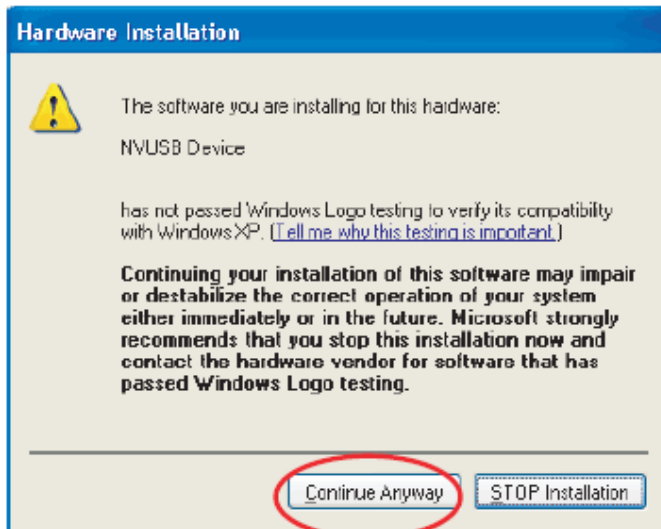 Hardware Installation
The software you are installing for this hardware:
NVUSB Device
has not passed Windows Logo testing to verify its compatibility
with Windows XP. (Tell me why this testing is important.)
Continuing your installation of this software may impair
or destabilize the correct operation of your system
either immediately or in the future. Microsoft strongly
recommends that you stop this installation now and
contact the hardware vendor for software that has
passed Windows Logo testing.
Continue Anyway
STOP Installation